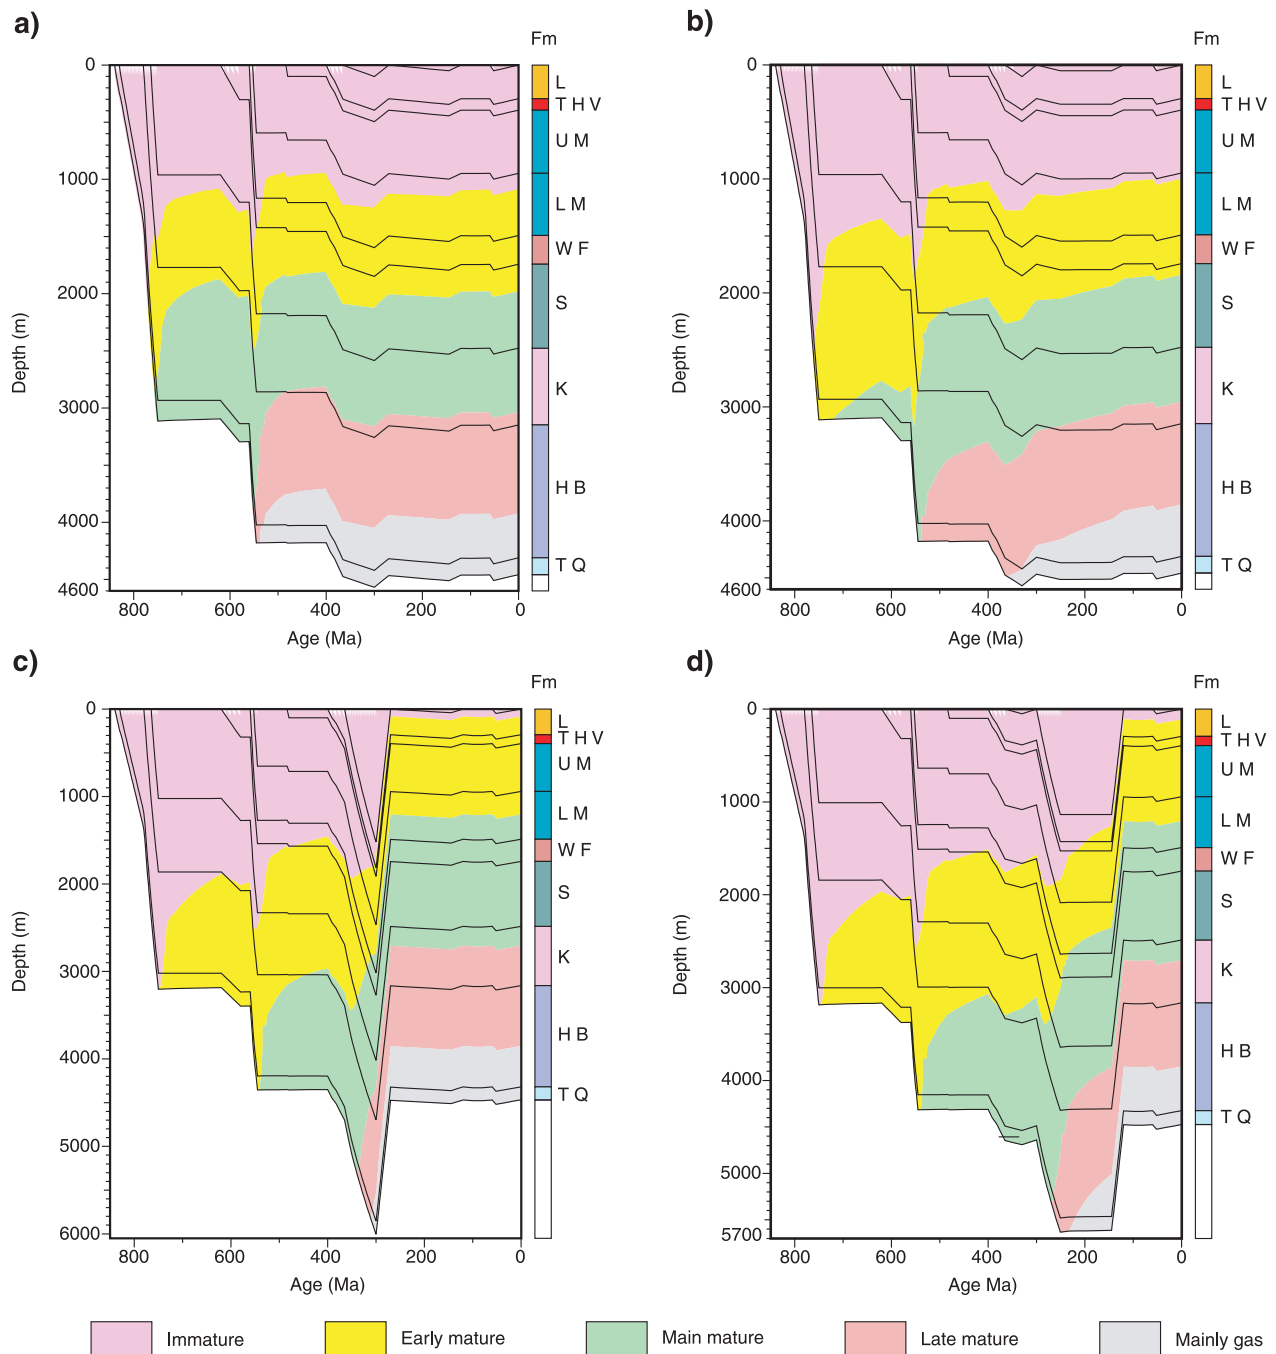 a)
Fm
0
1000
2000
3000
4000
4600
Depth (m)
800
600
400
200
0
Age (Ma)
L
T H V
U M
L M
W F
S
K
H B
T Q
b)
Fm
0
1000
2000
3000
4000
4600
Depth (m)
800
600
400
200
0
Age (Ma)
L
T H V
U M
L M
W F
S
K
H B
T Q
c)
Fm
0
1000
2000
3000
4000
5000
6000
Depth (m)
800
600
400
200
0
Age (Ma)
L
T H V
U M
L M
W F
S
K
H B
T Q
d)
Fm
0
1000
2000
3000
4000
5000
5700
Depth (m)
800
600
400
200
0
Age Ma)
L
T H V
U M
L M
W F
S
K
H B
T Q
Immature
Early mature
Main mature
Late mature
Mainly gas